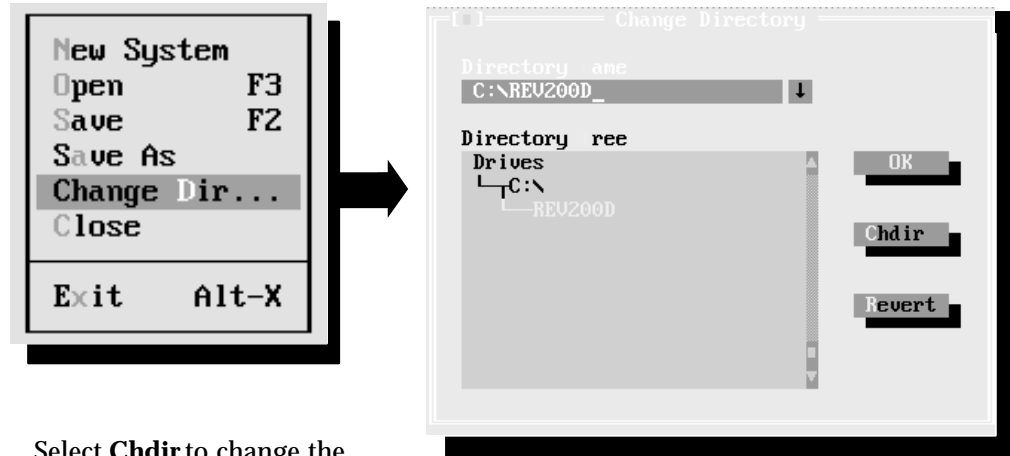 New System
Open F3
Save F2
Save As
Change Dir...
Close
Exit Alt-X
[■] Change Directory
Directory ame
C:\REV200D_ ↓
Directory ree
Drives
C:\
REV200D
OK
Chdir
Revert
Select Chdir to change the